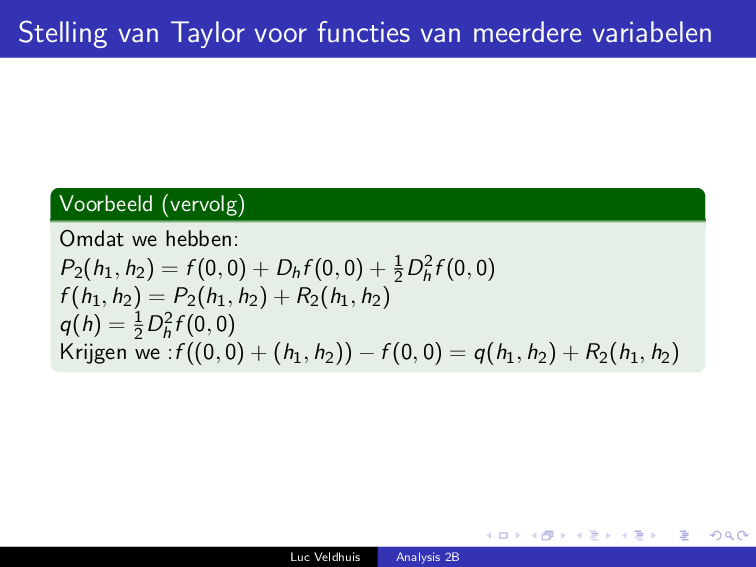 Stelling van Taylor voor functies van meerdere variabelen
Voorbeeld (vervolg)
Omdat we hebben:
$P_2(h_1, h_2) = f(0, 0) + D_h f(0, 0) + \frac{1}{2} D_h^2 f(0, 0)$
$f(h_1, h_2) = P_2(h_1, h_2) + R_2(h_1, h_2)$
$q(h) = \frac{1}{2} D_h^2 f(0, 0)$
Krijgen we :$f((0, 0) + (h_1, h_2)) - f(0, 0) = q(h_1, h_2) + R_2(h_1, h_2)$
Luc Veldhuis Analysis 2B